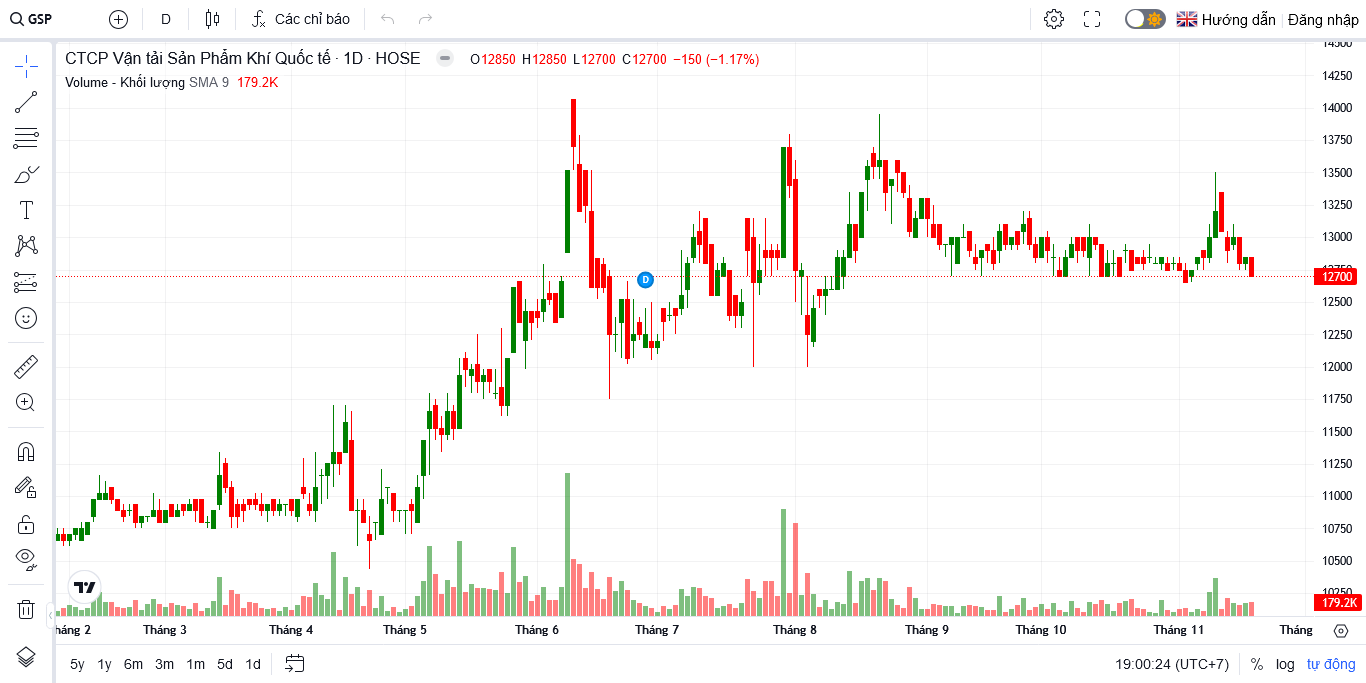 GSP D Các chỉ báo Hướng dẫn Đăng nhập
CTCP Vận tải Sản Phẩm Khí Quốc tế · 1D · HOSE O12850 H12850 L12700 C12700 −150 (−1.17%)
Volume - Khối lượng SMA 9 179.2K
14500
14250
14000
13750
13500
13250
13000
12750
12700
12500
12250
12000
11750
11500
11250
11000
10750
10500
10250
179.2K
D
háng 2 Tháng 3 Tháng 4 Tháng 5 Tháng 6 Tháng 7 Tháng 8 Tháng 9 Tháng 10 Tháng 11 Tháng
5y 1y 6m 3m 1m 5d 1d 19:00:24 (UTC+7) % log tự động